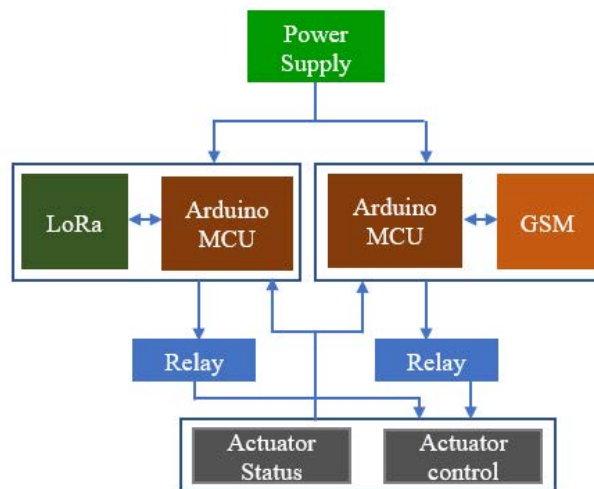 Power
Supply
LoRa
Arduino
MCU
Arduino
MCU
GSM
Relay
Relay
Actuator
Status
Actuator
control